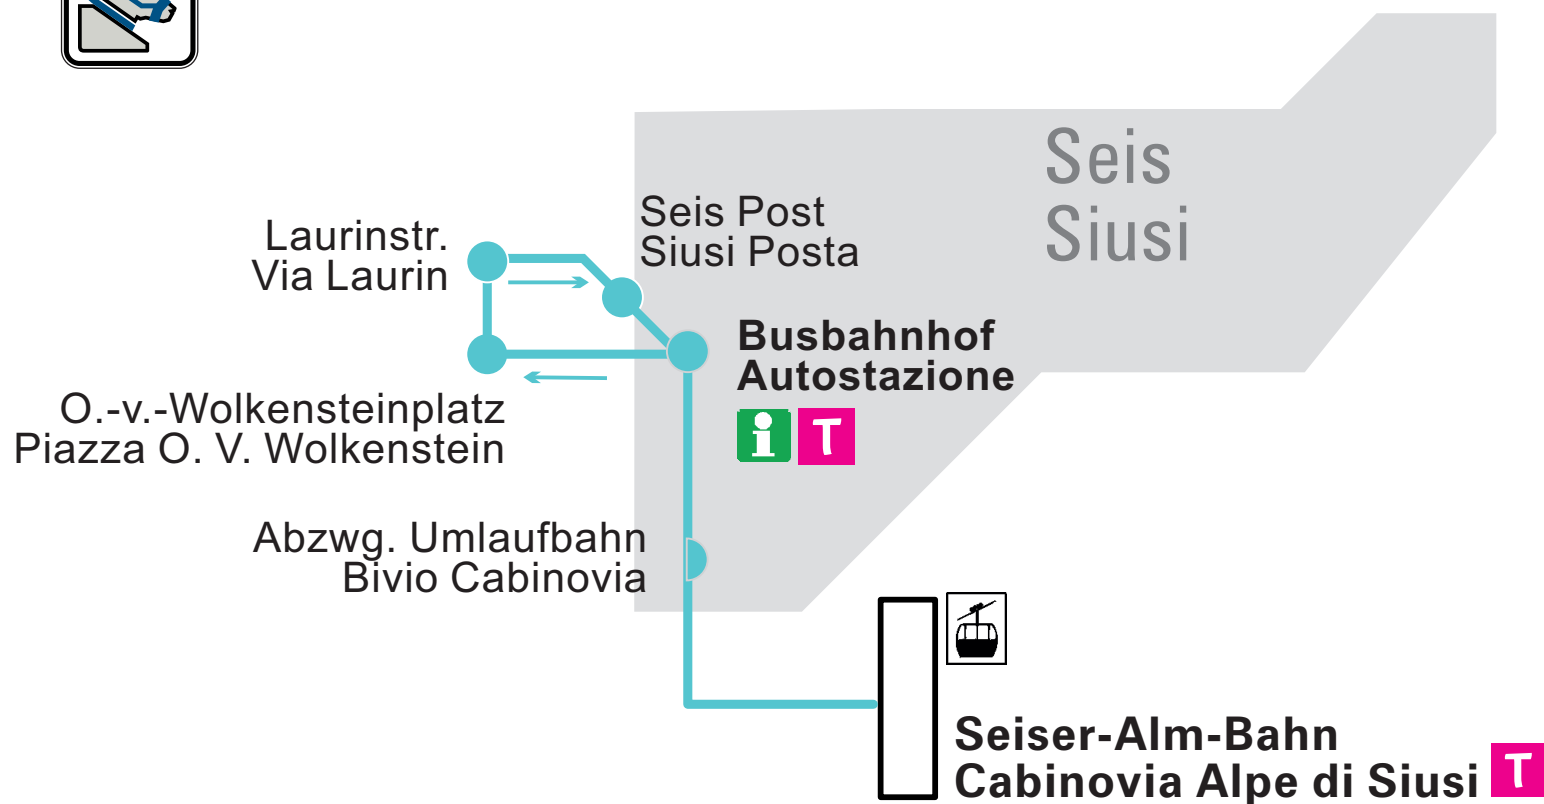 Seis
Siusi
Seis Post
Siusi Posta
Laurinstr.
Via Laurin
Busbahnhof
Autostazione
i T
O.-v.-Wolkensteinplatz
Piazza O. V. Wolkenstein
Abzwg. Umlaufbahn
Bivio Cabinovia
Seiser-Alm-Bahn
Cabinovia Alpe di Siusi T